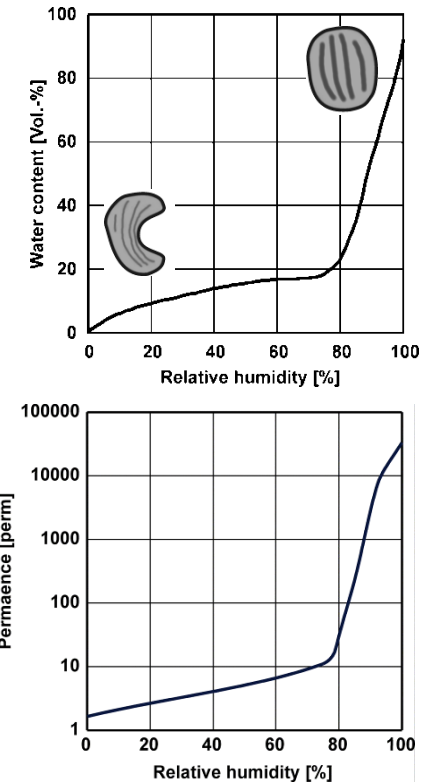 Water content [Vol.-%]
100
80
60
40
20
0
0 20 40 60 80 100
Relative humidity [%]
Permaence [perm]
100000
10000
1000
100
10
1
0 20 40 60 80 100
Relative humidity [%]